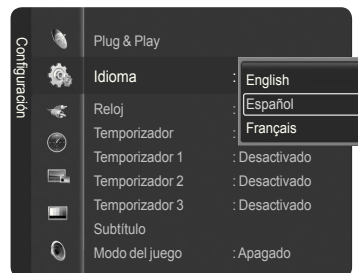 Configuración
Plug & Play
Idioma : English
Español
Reloj :
Français
Temporizador :
Temporizador 1 : Desactivado
Temporizador 2 : Desactivado
Temporizador 3 : Desactivado
Subtítulo
Modo del juego : Apagado